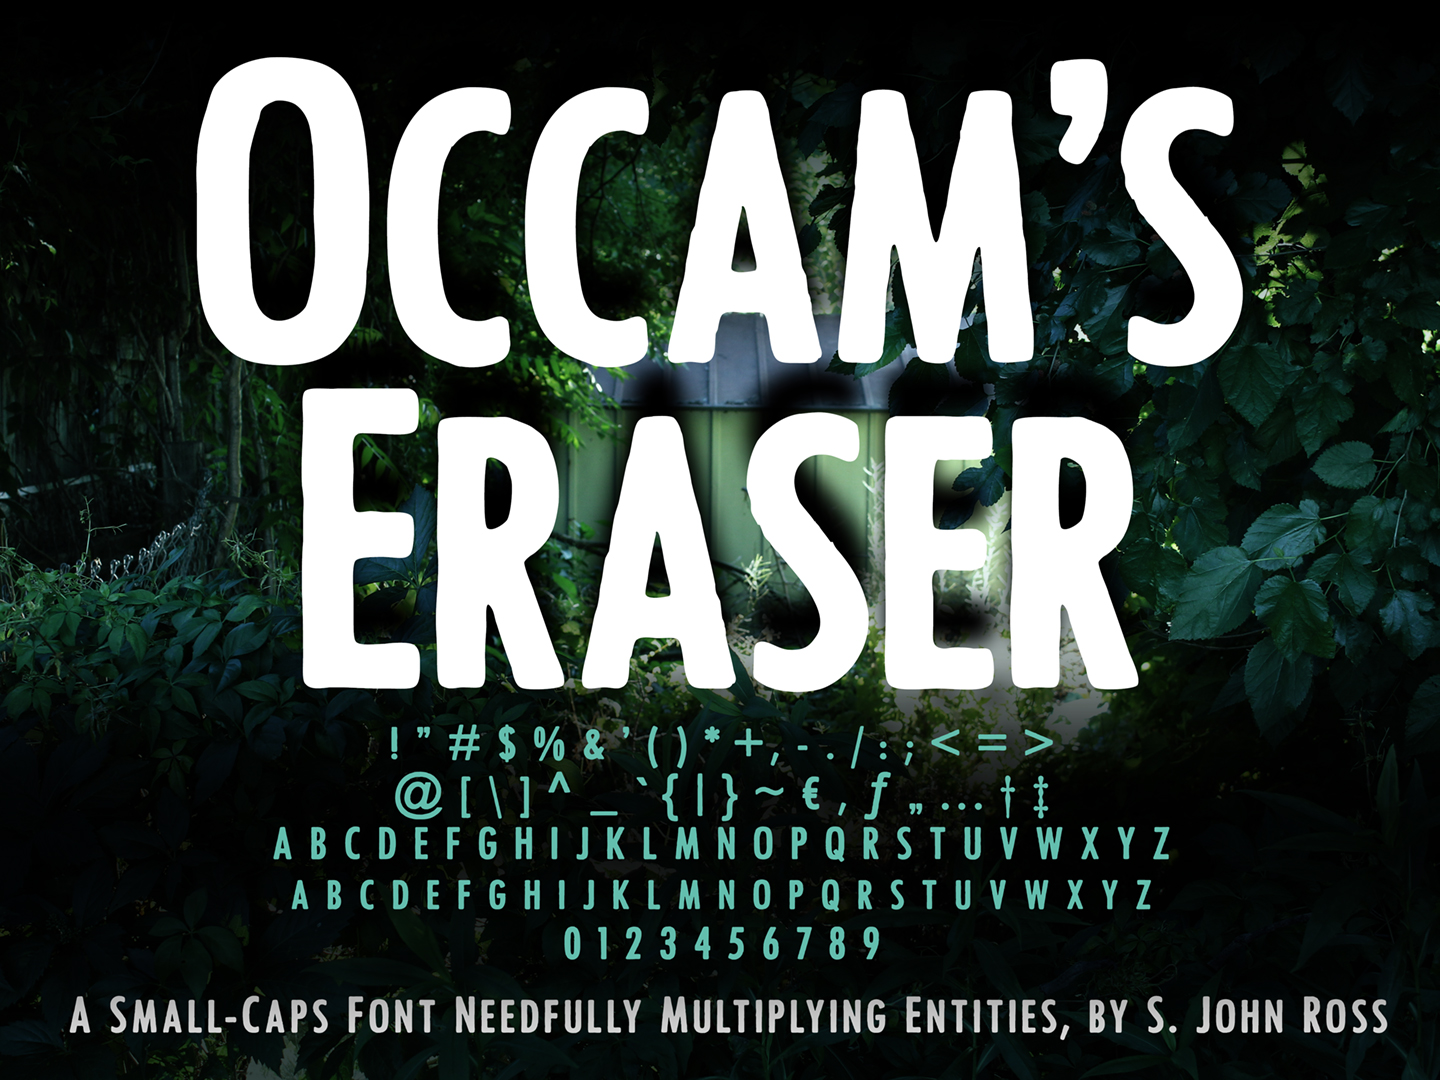 Occam’s
Eraser
! ” # $ % & ’ ( ) * + , - . / : ; < = >
@ [ \ ] ^ _ ` { | } ~ € ‚ ƒ „ … † ‡
A B C D E F G H I J K L M N O P Q R S T U V W X Y Z
A B C D E F G H I J K L M N O P Q R S T U V W X Y Z
0 1 2 3 4 5 6 7 8 9
A Small-Caps Font Needfully Multiplying Entities, by S. John Ross